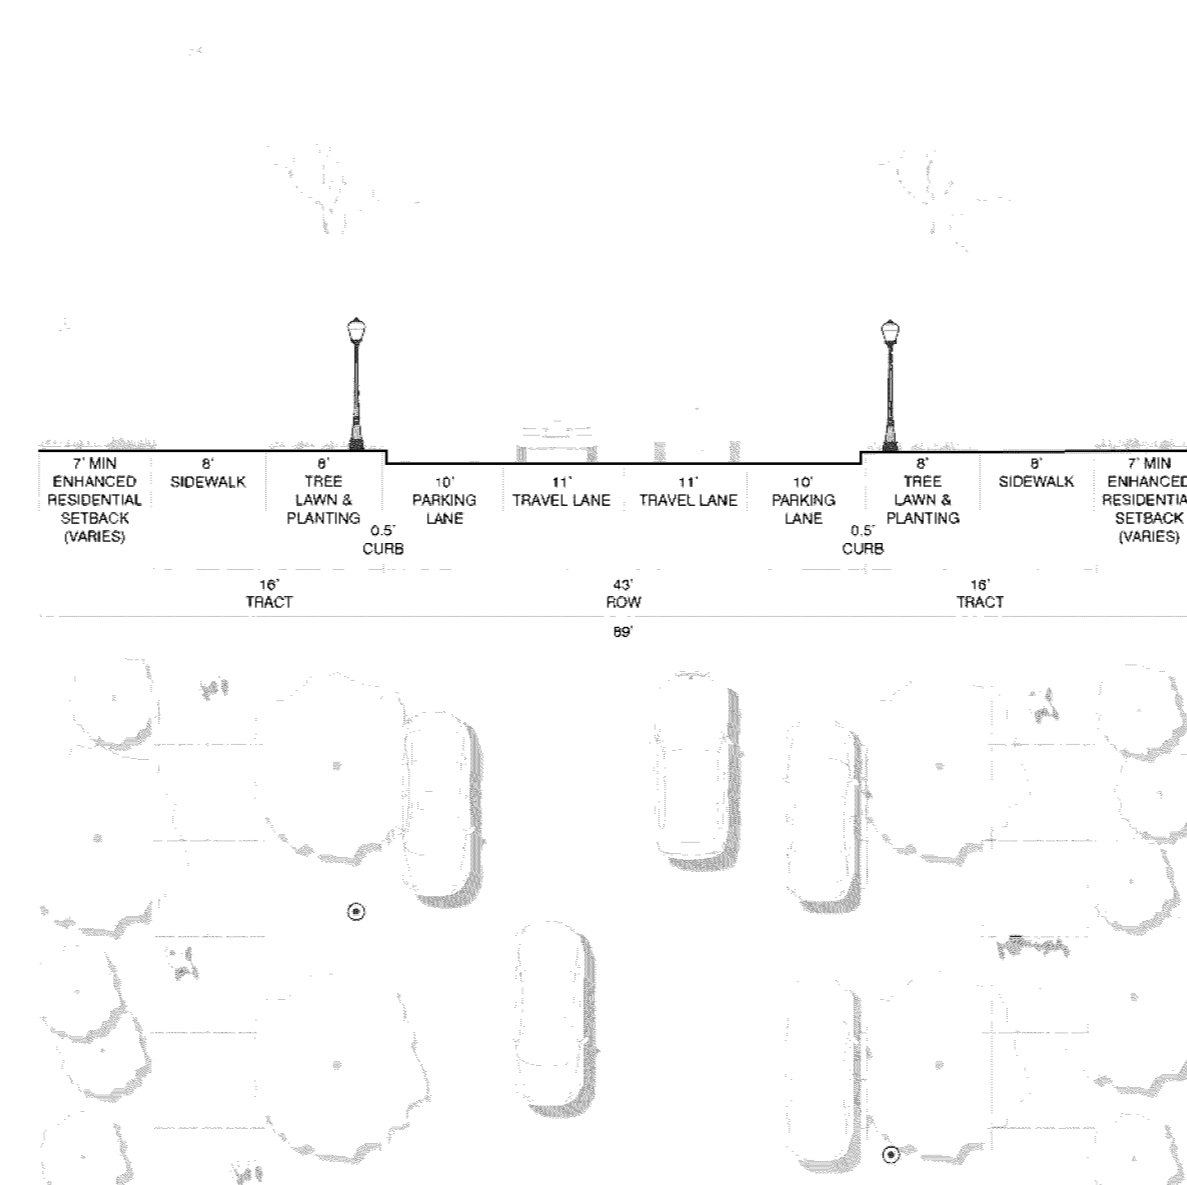 7' MIN
ENHANCED
RESIDENTIAL
SETBACK
(VARIES)
8'
SIDEWALK
8'
TREE
LAWN &
PLANTING
0.5'
CURB
10'
PARKING
LANE
11'
TRAVEL LANE
11'
TRAVEL LANE
10'
PARKING
LANE
0.5'
CURB
8'
TREE
LAWN &
PLANTING
8'
SIDEWALK
7' MIN
ENHANCED
RESIDENTIA
SETBACK
(VARIES)
16'
TRACT
43'
ROW
16'
TRACT
89'